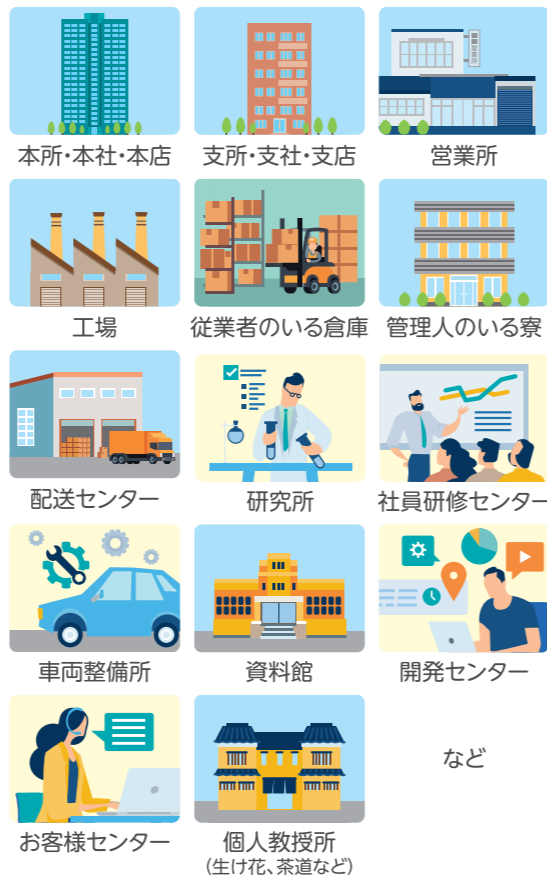 本所・本社・本店
支所・支社・支店
営業所
工場
従業者のいる倉庫
管理人のいる寮
配送センター
研究所
社員研修センター
車両整備所
資料館
開発センター
お客様センター
個人教授所
(生け花、茶道など)
など